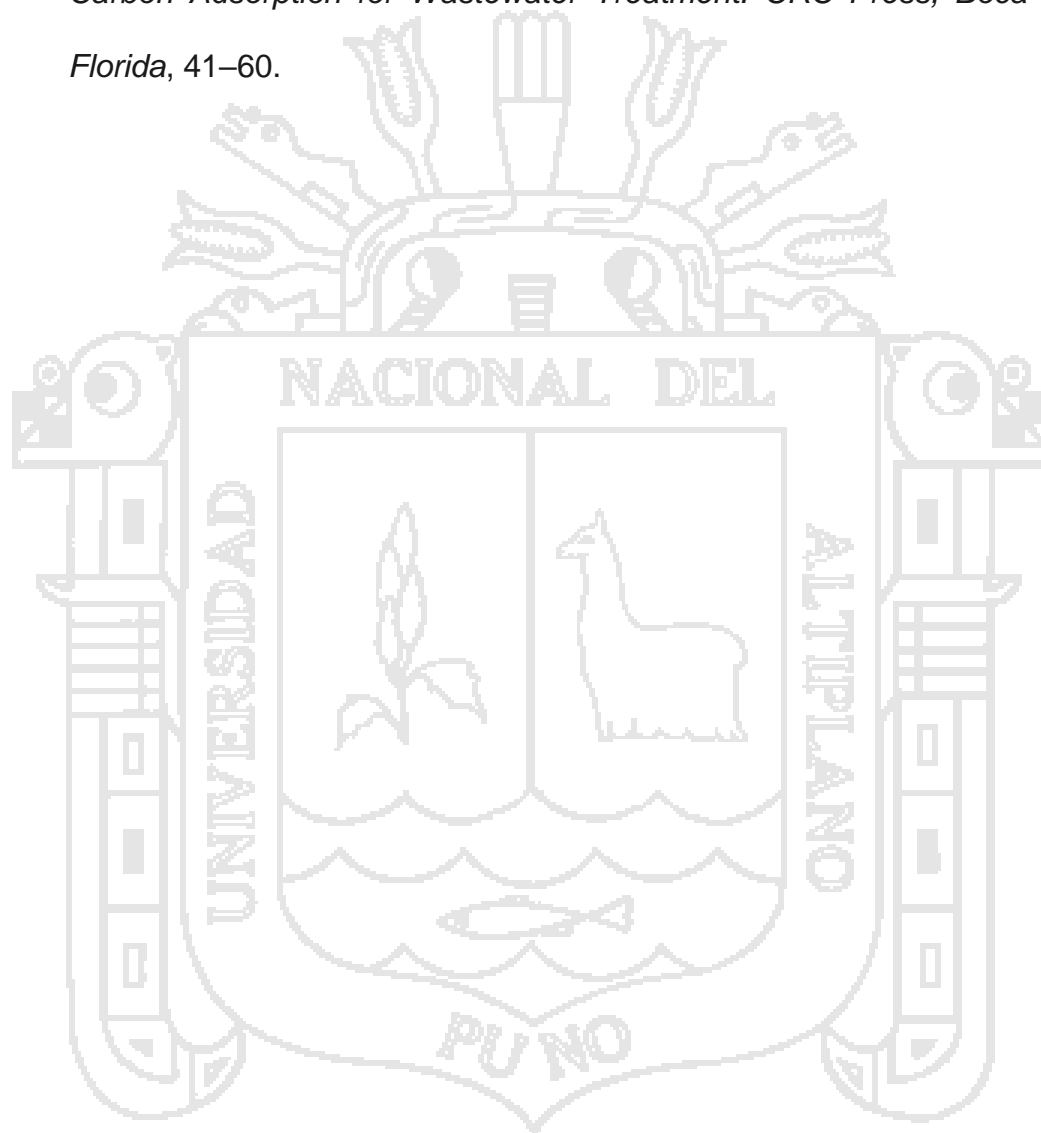 Carbon Adsorption for Wastewater Treatment. CRC Press, Boca
Florida, 41–60.
NACIONAL DEL
UNIVERSIDAD
ALTIPLANO
PUNO